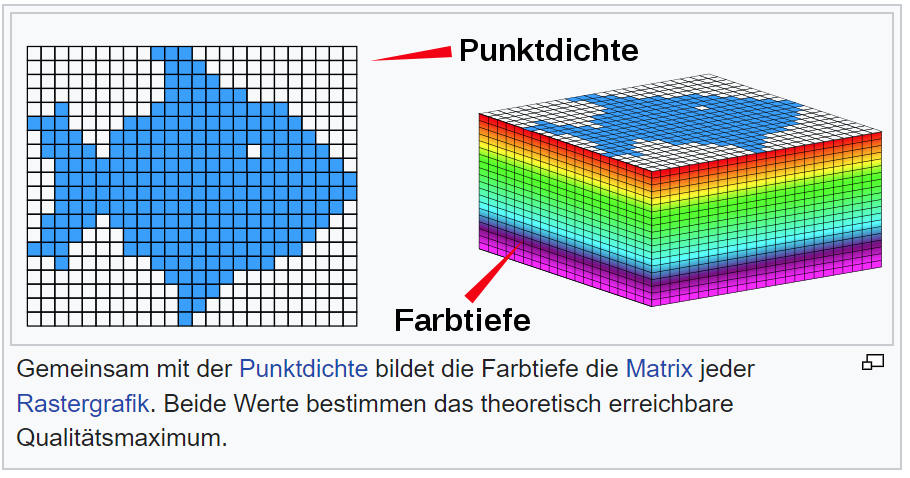 Punktdichte
Farbtiefe
Gemeinsam mit der Punktdichte bildet die Farbtiefe die Matrix jeder
Rastergrafik. Beide Werte bestimmen das theoretisch erreichbare
Qualitätsmaximum.